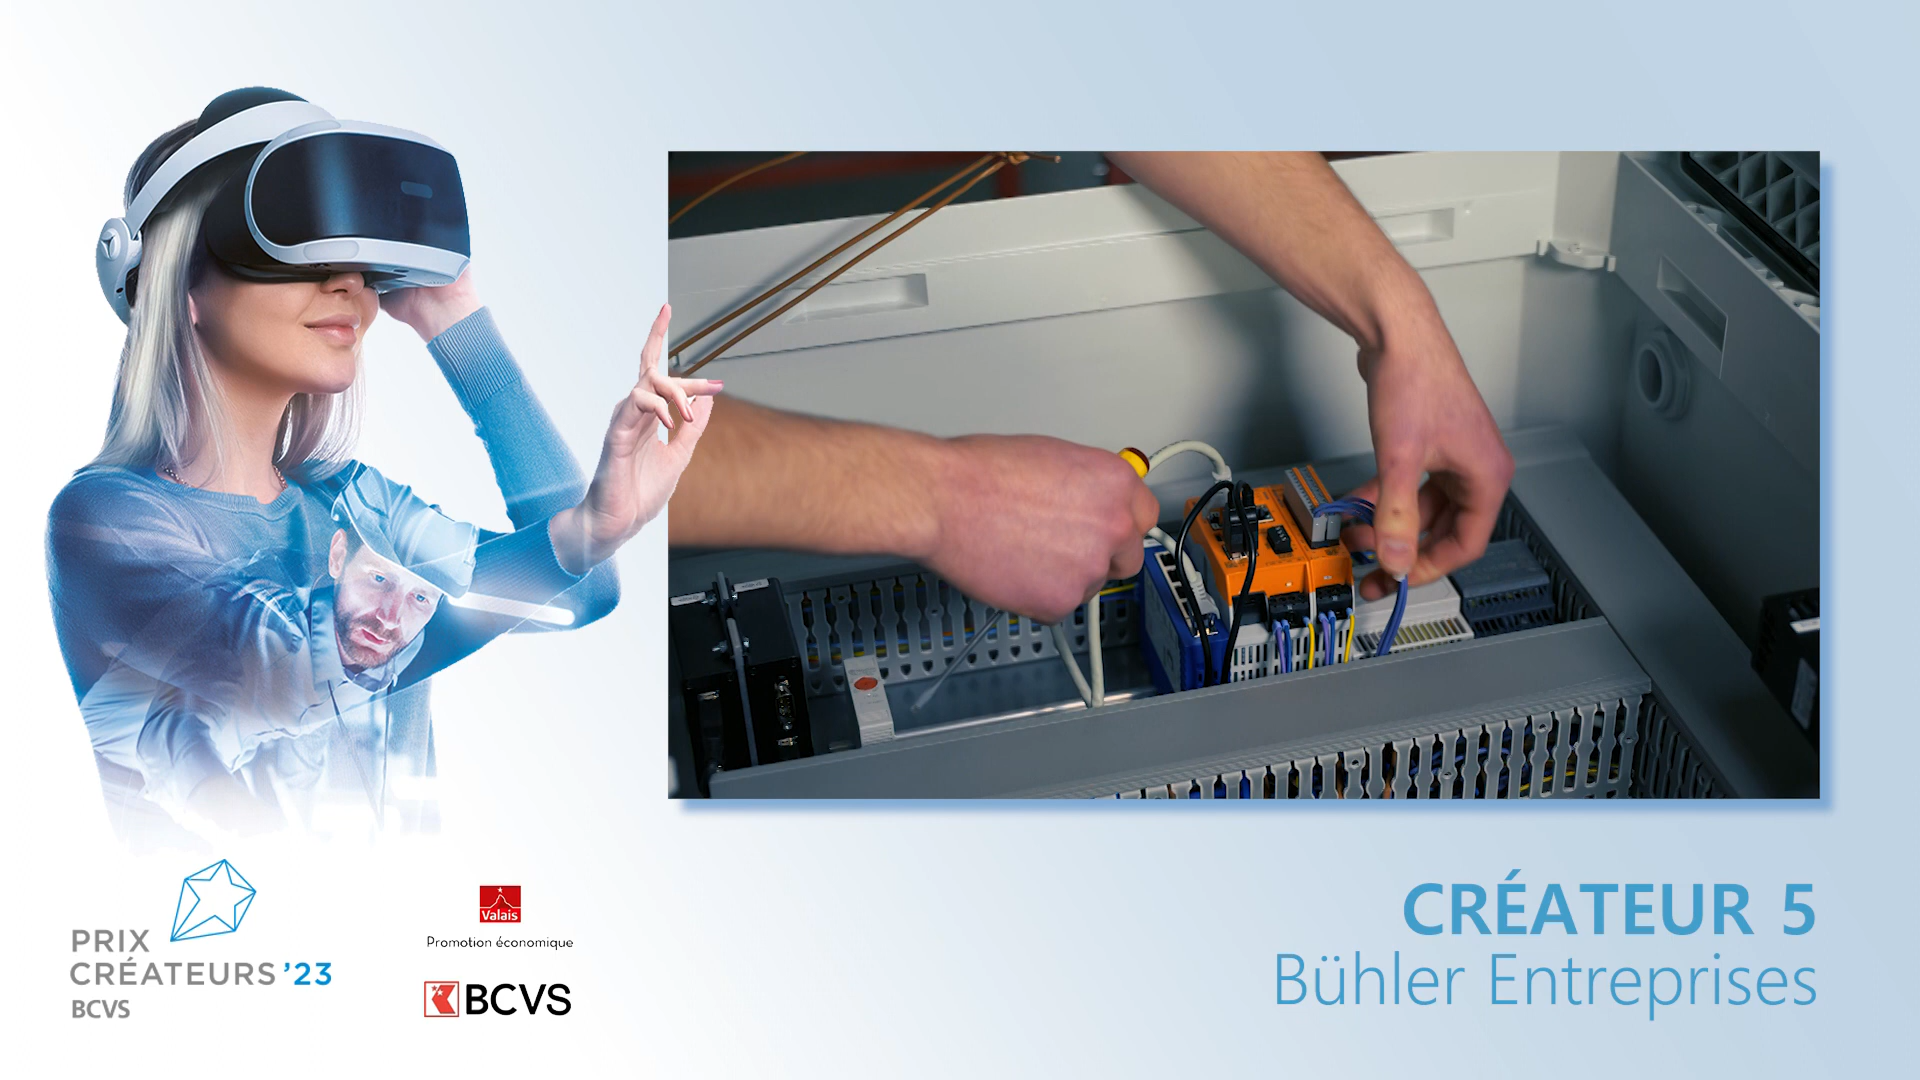 PRIX
CRÉATEURS ’23
BCVS
Valais
Promotion économique
BCVS
CRÉATEUR 5
Bühler Entreprises